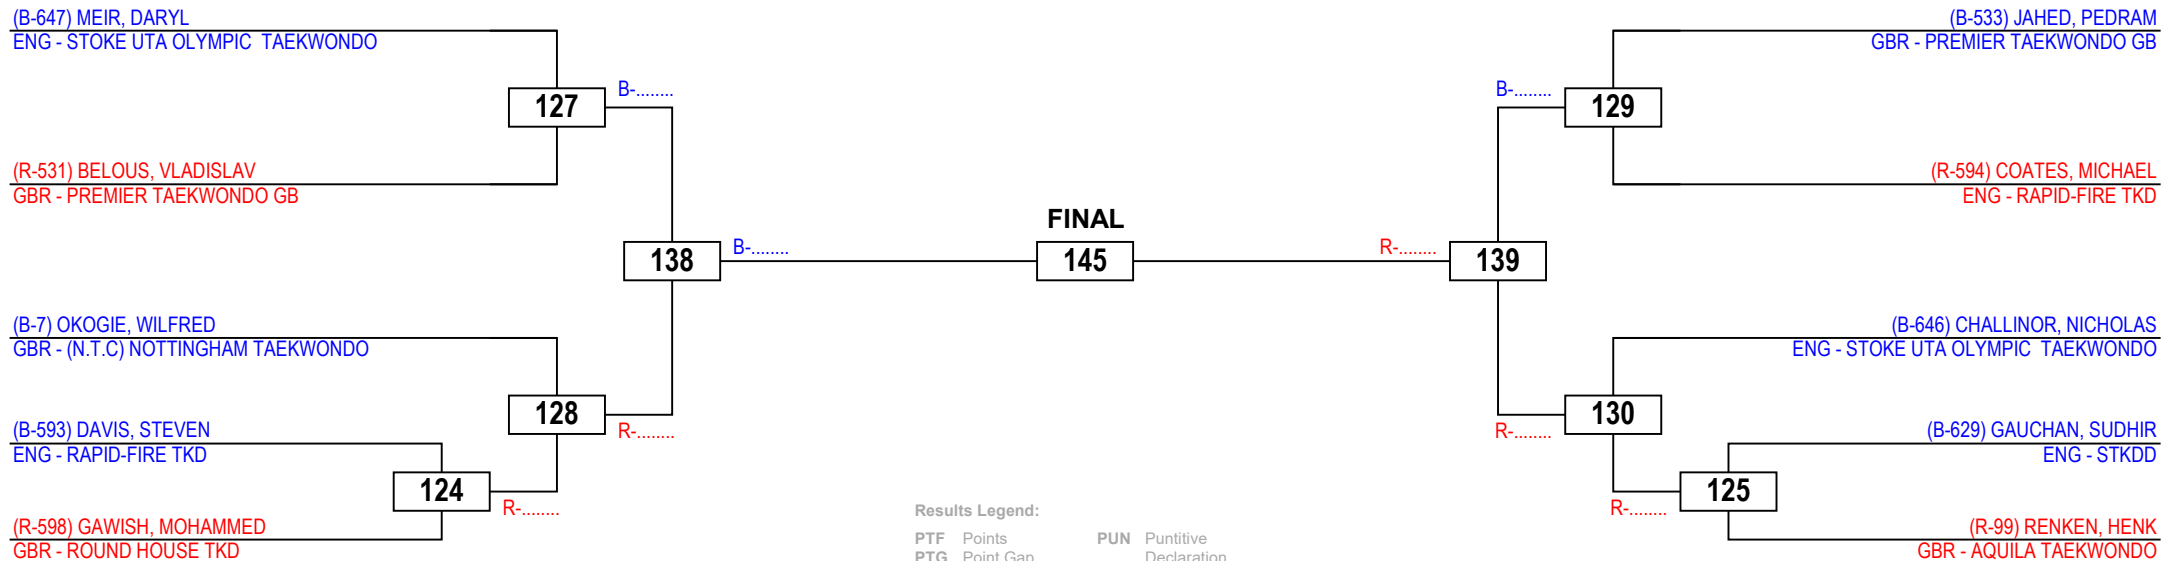 (B-647) MEIR, DARYL
ENG - STOKE UTA OLYMPIC  TAEKWONDO
127
B-........
(R-531) BELOUS, VLADISLAV
GBR - PREMIER TAEKWONDO GB
138
B-........
(B-7) OKOGIE, WILFRED
GBR - (N.T.C) NOTTINGHAM TAEKWONDO
128
R-........
(B-593) DAVIS, STEVEN
ENG - RAPID-FIRE TKD
124
R-........
(R-598) GAWISH, MOHAMMED
GBR - ROUND HOUSE TKD
FINAL
145
(B-533) JAHED, PEDRAM
GBR - PREMIER TAEKWONDO GB
B-........
129
(R-594) COATES, MICHAEL
ENG - RAPID-FIRE TKD
R-........
139
(B-646) CHALLINOR, NICHOLAS
ENG - STOKE UTA OLYMPIC  TAEKWONDO
R-........
130
(B-629) GAUCHAN, SUDHIR
ENG - STKDD
R-........
125
(R-99) RENKEN, HENK
GBR - AQUILA TAEKWONDO
Results Legend:
PTF Points PUN Puntitive
PTG Point Gap Declaration